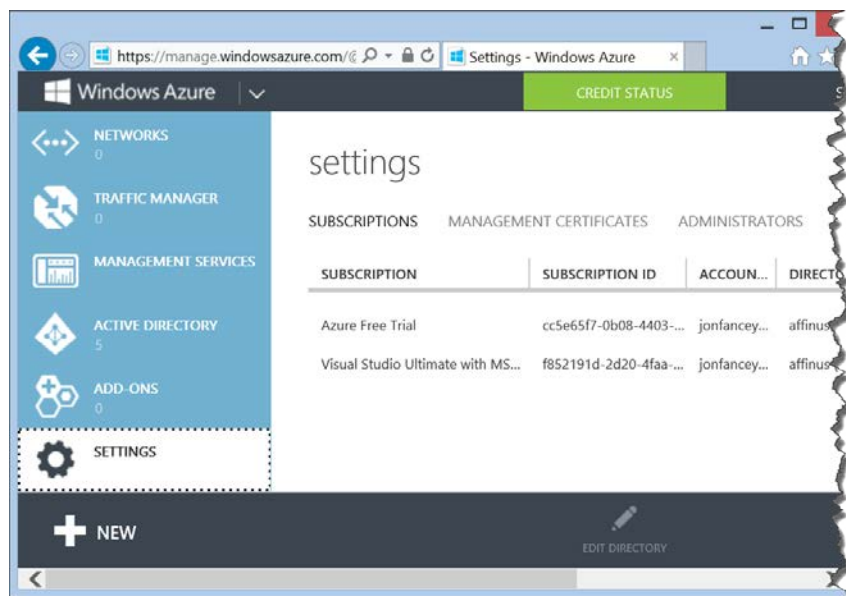 https://manage.windowsazure.com/
Settings - Windows Azure
Windows Azure
CREDIT STATUS
NETWORKS
0
TRAFFIC MANAGER
0
MANAGEMENT SERVICES
ACTIVE DIRECTORY
5
ADD-ONS
0
SETTINGS
settings
SUBSCRIPTIONS MANAGEMENT CERTIFICATES ADMINISTRATORS
SUBSCRIPTION SUBSCRIPTION ID ACCOUN... DIRECTO
Azure Free Trial cc5e65f7-0b08-4403-... jonfancey... affinus
Visual Studio Ultimate with MS... f852191d-2d20-4faa-... jonfancey... affinus
NEW
EDIT DIRECTORY